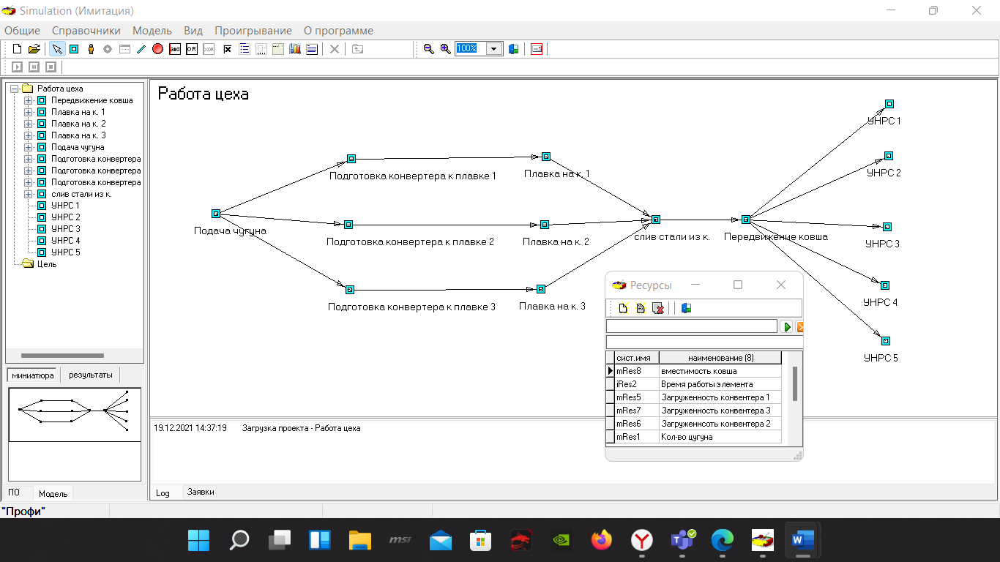 Simulation (Имитация)
Общие Справочники Модель Вид Проигрывание О программе
and OR XOR 100%
Работа цеха
Передвижение ковша
Плавка на к. 1
Плавка на к. 2
Плавка на к. 3
Подача чугуна
Подготовка конвертера
Подготовка конвертера
Подготовка конвертера
слив стали из к.
УНРС 1
УНРС 2
УНРС 3
УНРС 4
УНРС 5
Цель
миниатюра результаты
ПО Модель
"Профи"
Работа цеха
Подача чугуна
Подготовка конвертера к плавке 1
Плавка на к. 1
Подготовка конвертера к плавке 2
Плавка на к. 2
Подготовка конвертера к плавке 3
Плавка на к. 3
слив стали из к.
Передвижение ковша
УНРС 1
УНРС 2
УНРС 3
УНРС 4
УНРС 5
Ресурсы
сист.имя наименование (8)
mRes8 вместимость ковша
iRes2 Время работы элемента
mRes5 Загруженность конвентера 1
mRes7 Загруженность конвентера 3
mRes6 Загруженнсоть конвентера 2
mRes1 Кол-во цугуна
19.12.2021 14:37:19 Загрузка проекта - Работа цеха
Log Заявки
msi
W